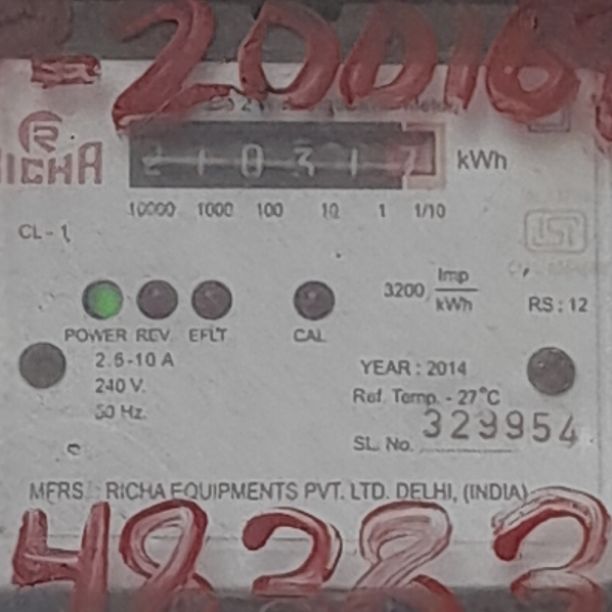 20016
RICHA
210317 kWh
10000 1000 100 10 1 1/10
CL - 1
3200 Imp/kWh
RS : 12
POWER REV. EFLT CAL
2.5-10 A
240 V.
50 Hz.
YEAR : 2014
Ref. Temp. - 27°C
SL. No. 329954
MFRS. : RICHA EQUIPMENTS PVT. LTD. DELHI, (INDIA)
48283